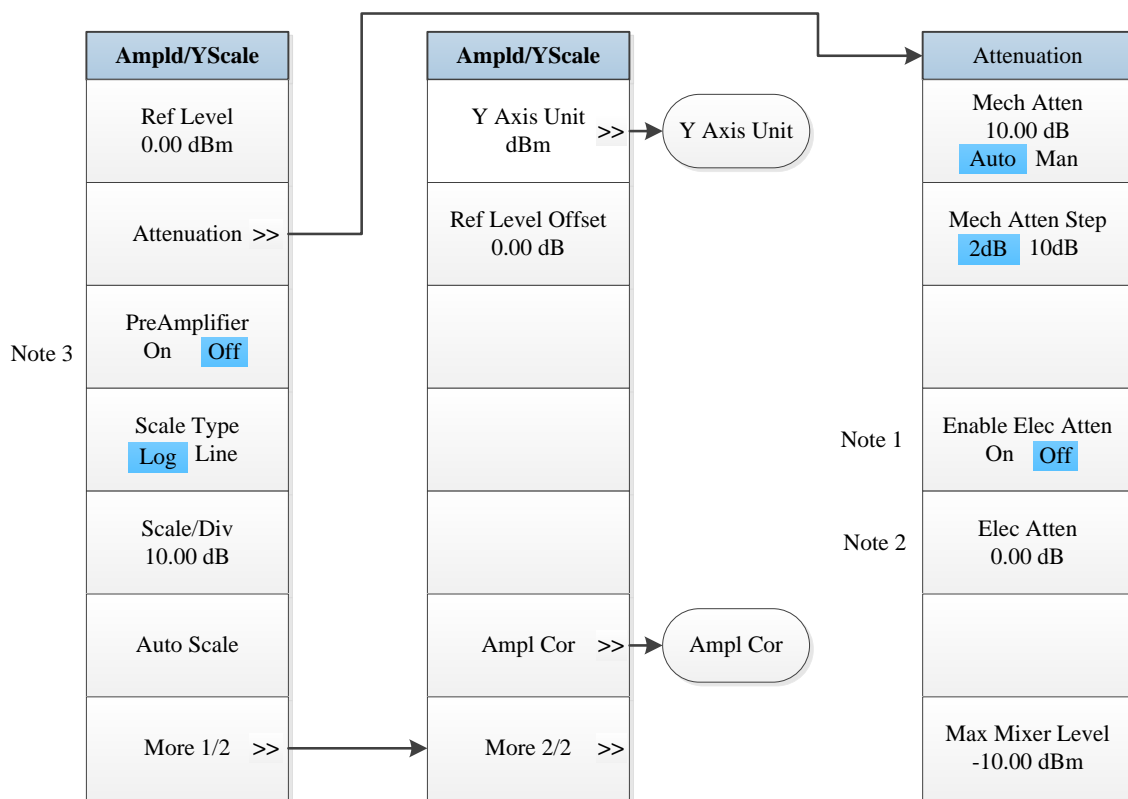 Ampld/YScale
Ref Level
0.00 dBm
Attenuation >>
Note 3
PreAmplifier
On Off
Scale Type
Log Line
Scale/Div
10.00 dB
Auto Scale
More 1/2 >>
Ampld/YScale
Y Axis Unit
dBm >>
Y Axis Unit
Ref Level Offset
0.00 dB
Ampl Cor >>
Ampl Cor
More 2/2 >>
Attenuation
Mech Atten
10.00 dB
Auto Man
Mech Atten Step
2dB 10dB
Note 1
Enable Elec Atten
On Off
Note 2
Elec Atten
0.00 dB
Max Mixer Level
-10.00 dBm